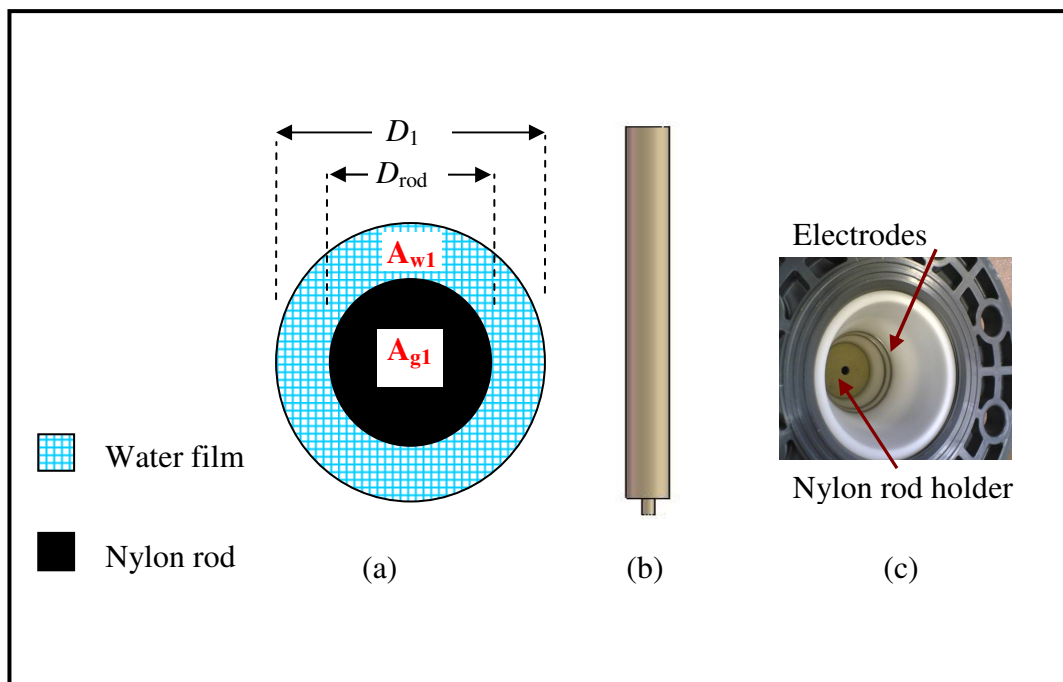 D1
Drod
Aw1
Ag1
Electrodes
Water film
Nylon rod holder
Nylon rod
(a)
(b)
(c)